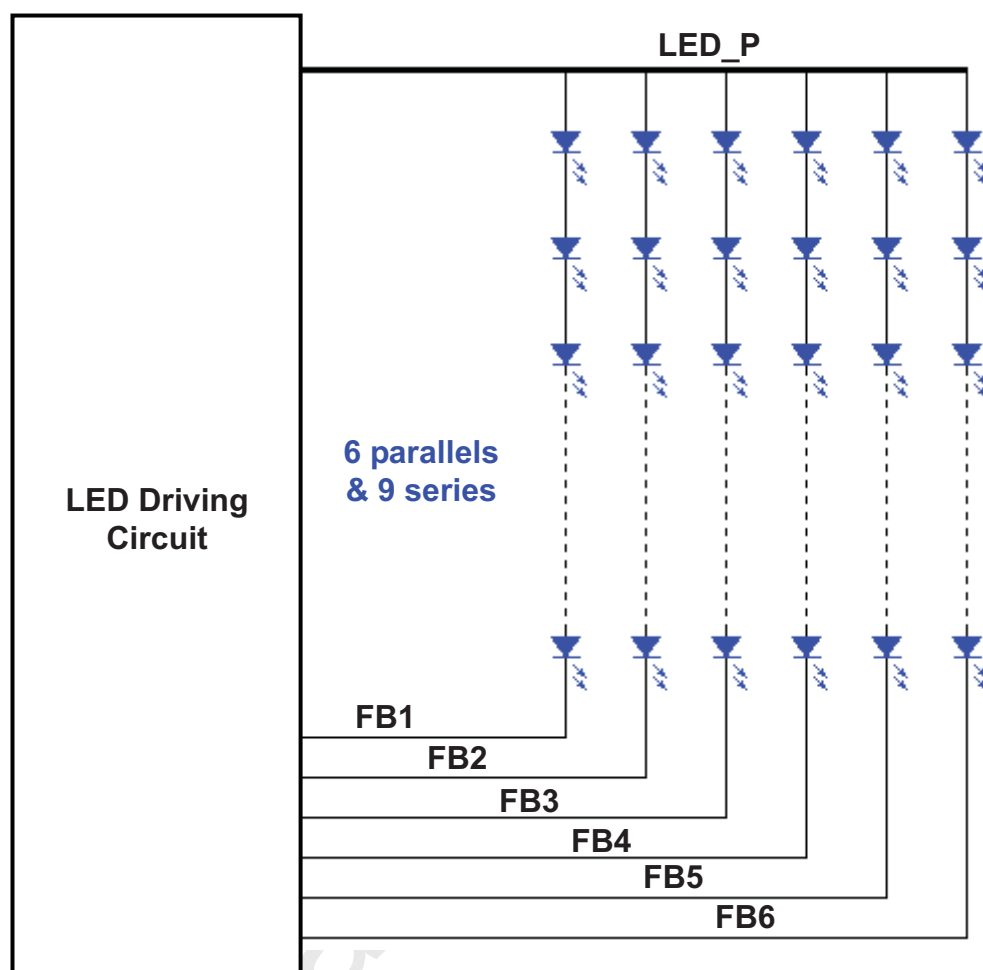 LED_P
6 parallels
& 9 series
LED Driving
Circuit
FB1
FB2
FB3
FB4
FB5
FB6